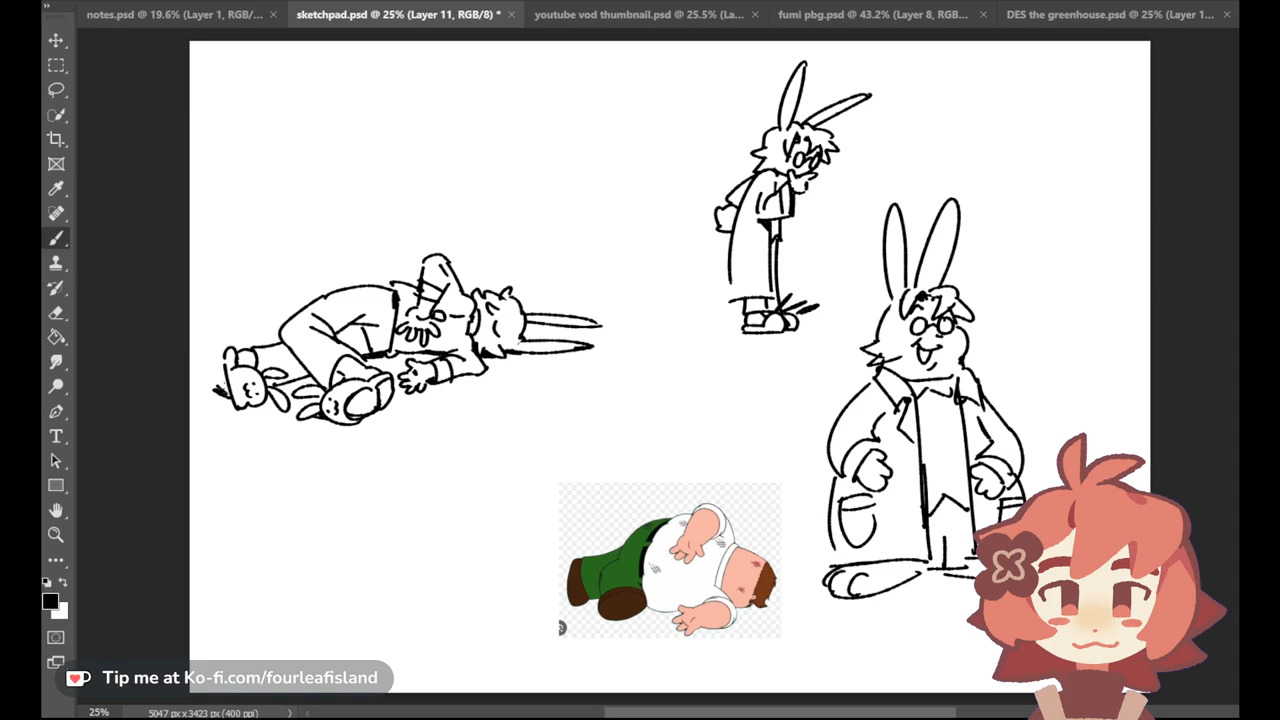 notes.psd @ 19.6% (Layer 1, RGB/...
sketchpad.psd @ 25% (Layer 11, RGB/8) *
youtube vod thumbnail.psd @ 25.5% (La...
fumi pbg.psd @ 43.2% (Layer 8, RGB...
DES the greenhouse.psd @ 25% (Layer 1...
Tip me at Ko-fi.com/fourleafisland
25%
5047 px x 3423 px (400 ppi)